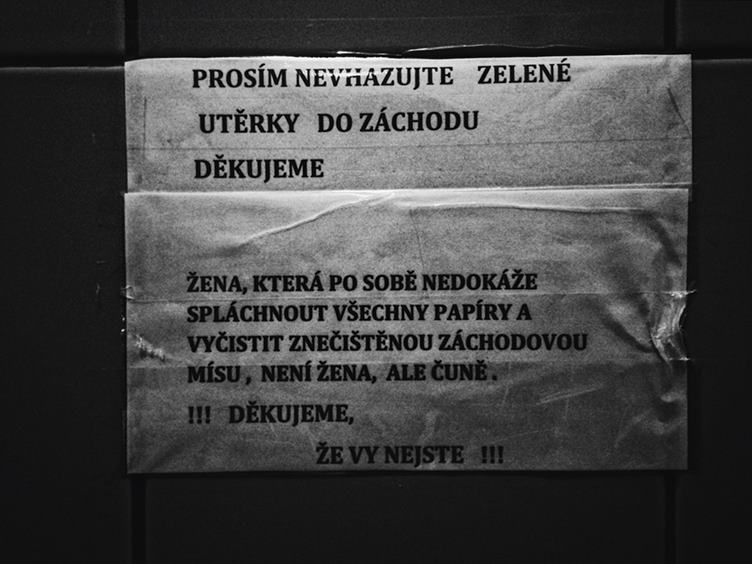 PROSÍM NEVHAZUJTE ZELENÉ
UTĚRKY DO ZÁCHODU
DĚKUJEME
ŽENA, KTERÁ PO SOBĚ NEDOKÁŽE
SPLÁCHNOUT VŠECHNY PAPÍRY A
VYČISTIT ZNEČIŠTĚNOU ZÁCHODOVOU
MÍSU , NENÍ ŽENA, ALE ČUNĚ .
!!! DĚKUJEME,
ŽE VY NEJSTE !!!